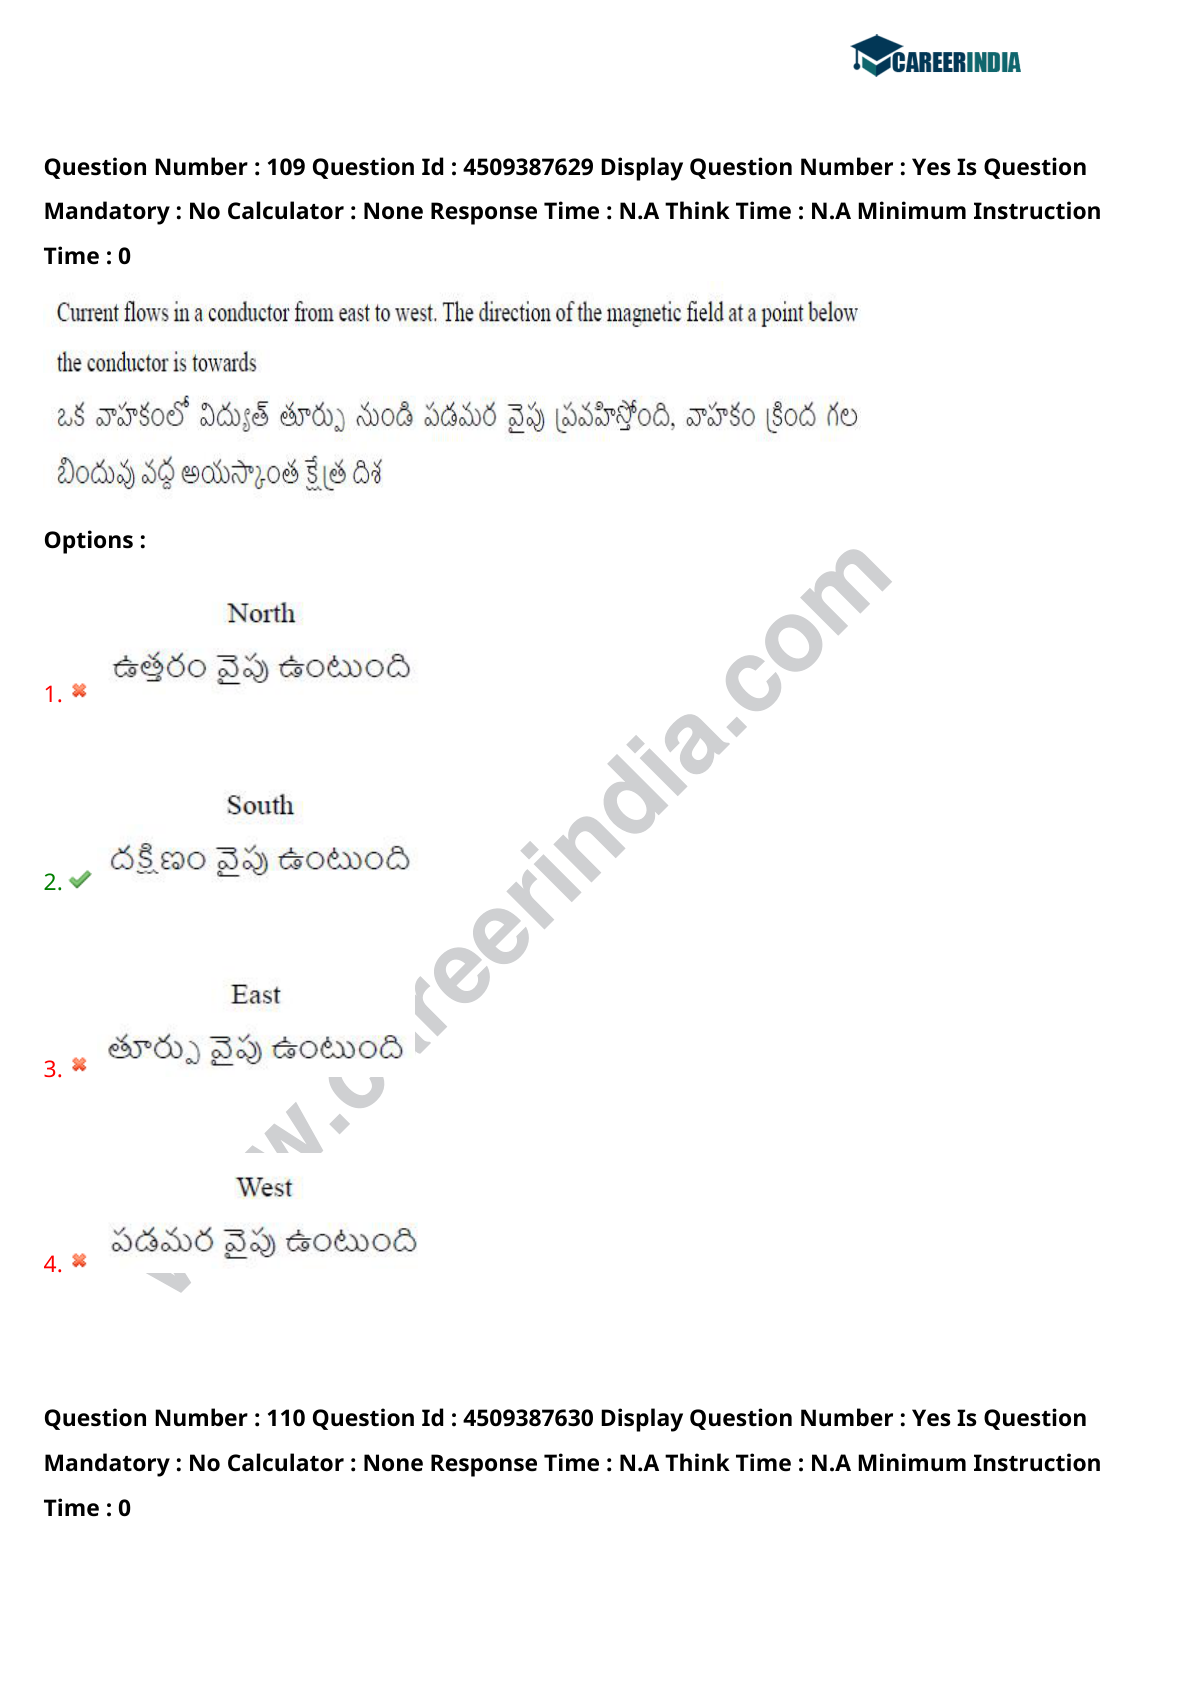 CAREERINDIA
Question Number : 109 Question Id : 4509387629 Display Question Number : Yes Is Question
Mandatory : No Calculator : None Response Time : N.A Think Time : N.A Minimum Instruction
Time : 0
Current flows in a conductor from east to west. The direction of the magnetic field at a point below
the conductor is towards
ఒక వాహకంలో విద్యుత్ తూర్పు నుండి పడమర వైపు ప్రవహిస్తోంది, వాహకం క్రింద గల
బిందువు వద్ద అయస్కాంత క్షేత్ర దిశ
Options :
North
ఉత్తరం వైపు ఉంటుంది
1.
South
దక్షిణం వైపు ఉంటుంది
2.
East
తూర్పు వైపు ఉంటుంది
3.
West
పడమర వైపు ఉంటుంది
4.
Question Number : 110 Question Id : 4509387630 Display Question Number : Yes Is Question
Mandatory : No Calculator : None Response Time : N.A Think Time : N.A Minimum Instruction
Time : 0